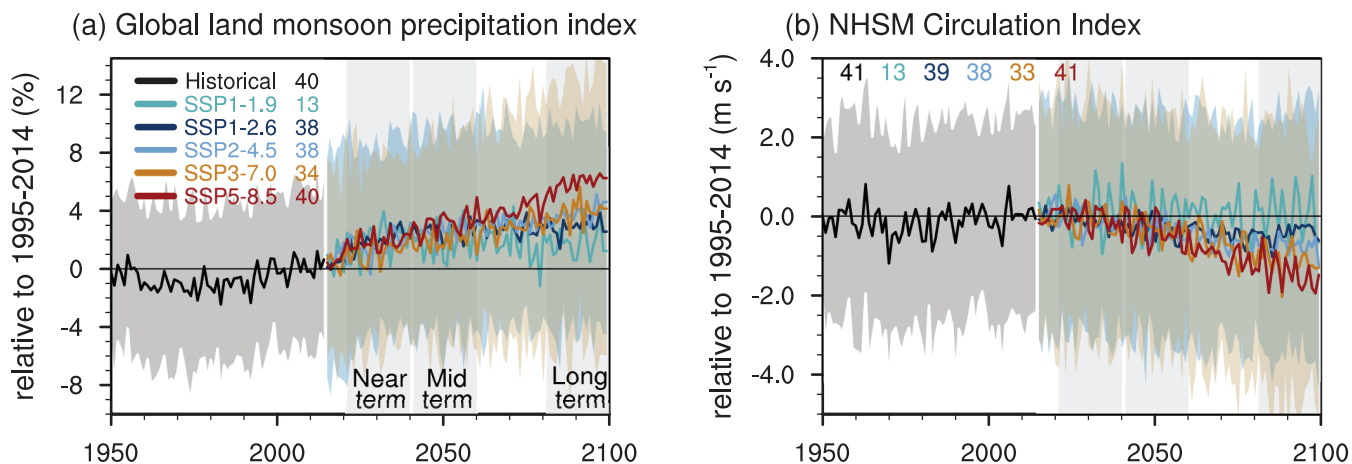 (a) Global land monsoon precipitation index
relative to 1995-2014 (%)
12
8
4
0
-4
-8
Historical 40
SSP1-1.9 13
SSP1-2.6 38
SSP2-4.5 38
SSP3-7.0 34
SSP5-8.5 40
Near
term
Mid
term
Long
term
1950 2000 2050 2100
(b) NHSM Circulation Index
relative to 1995-2014 (m s⁻¹)
4.0
2.0
0.0
-2.0
-4.0
41 13 39 38 33 41
1950 2000 2050 2100